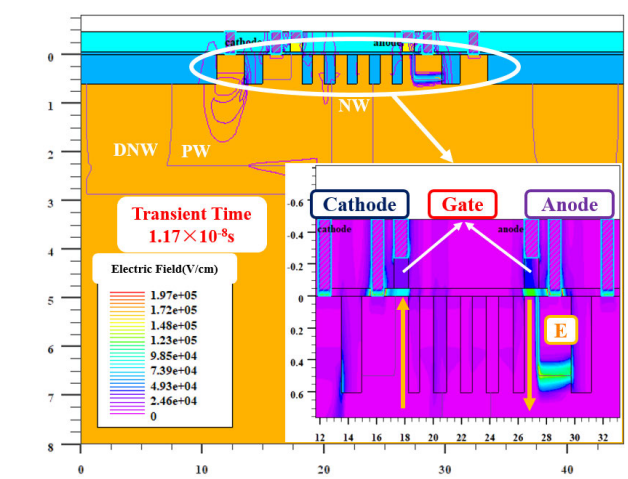 cathode
anode
0
1
2
3
4
5
6
7
8
NW
DNW
PW
Transient Time
1.17×10⁻⁸s
Electric Field(V/cm)
1.97e+05
1.72e+05
1.48e+05
1.23e+05
9.85e+04
7.39e+04
4.93e+04
2.46e+04
0
Cathode
Gate
Anode
cathode
anode
-0.6
-0.4
-0.2
0
0.2
0.4
0.6
E
12 14 16 18 20 22 24 26 28 30 32
0 10 20 30 40